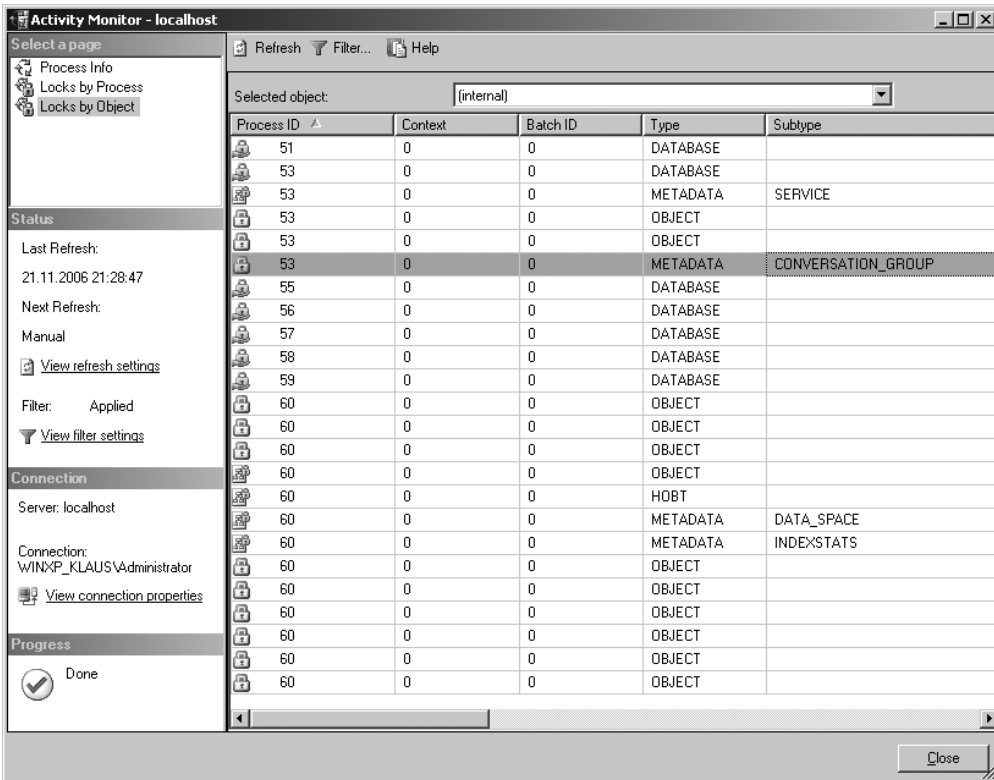 Activity Monitor - localhost
Select a page
Process Info
Locks by Process
Locks by Object
Refresh Filter... Help
Selected object: (internal)
Process ID Context Batch ID Type Subtype
51 0 0 DATABASE
53 0 0 DATABASE
53 0 0 METADATA SERVICE
53 0 0 OBJECT
53 0 0 OBJECT
53 0 0 METADATA CONVERSATION_GROUP
55 0 0 DATABASE
56 0 0 DATABASE
57 0 0 DATABASE
58 0 0 DATABASE
59 0 0 DATABASE
60 0 0 OBJECT
60 0 0 OBJECT
60 0 0 OBJECT
60 0 0 OBJECT
60 0 0 HOBT
60 0 0 METADATA DATA_SPACE
60 0 0 METADATA INDEXSTATS
60 0 0 OBJECT
60 0 0 OBJECT
60 0 0 OBJECT
60 0 0 OBJECT
60 0 0 OBJECT
60 0 0 OBJECT
Status
Last Refresh:
21.11.2006 21:28:47
Next Refresh:
Manual
View refresh settings
Filter: Applied
View filter settings
Connection
Server: localhost
Connection:
WINXP_KLAUS\Administrator
View connection properties
Progress
Done
Close